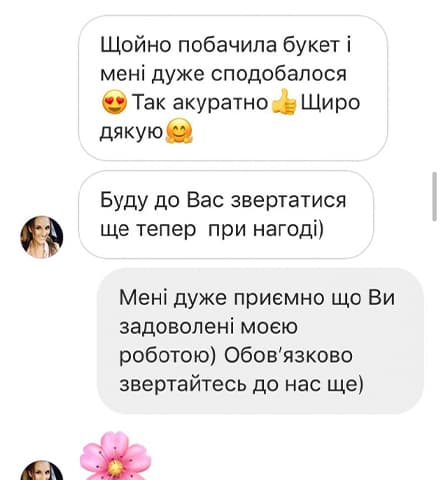 Щойно побачила букет і
мені дуже сподобалося
😍 Так акуратно👍Щиро
дякую🤗
Буду до Вас звертатися
ще тепер  при нагоді)
Мені дуже приємно що Ви
задоволені моєю
роботою) Обов’язково
звертайтесь до нас ще)